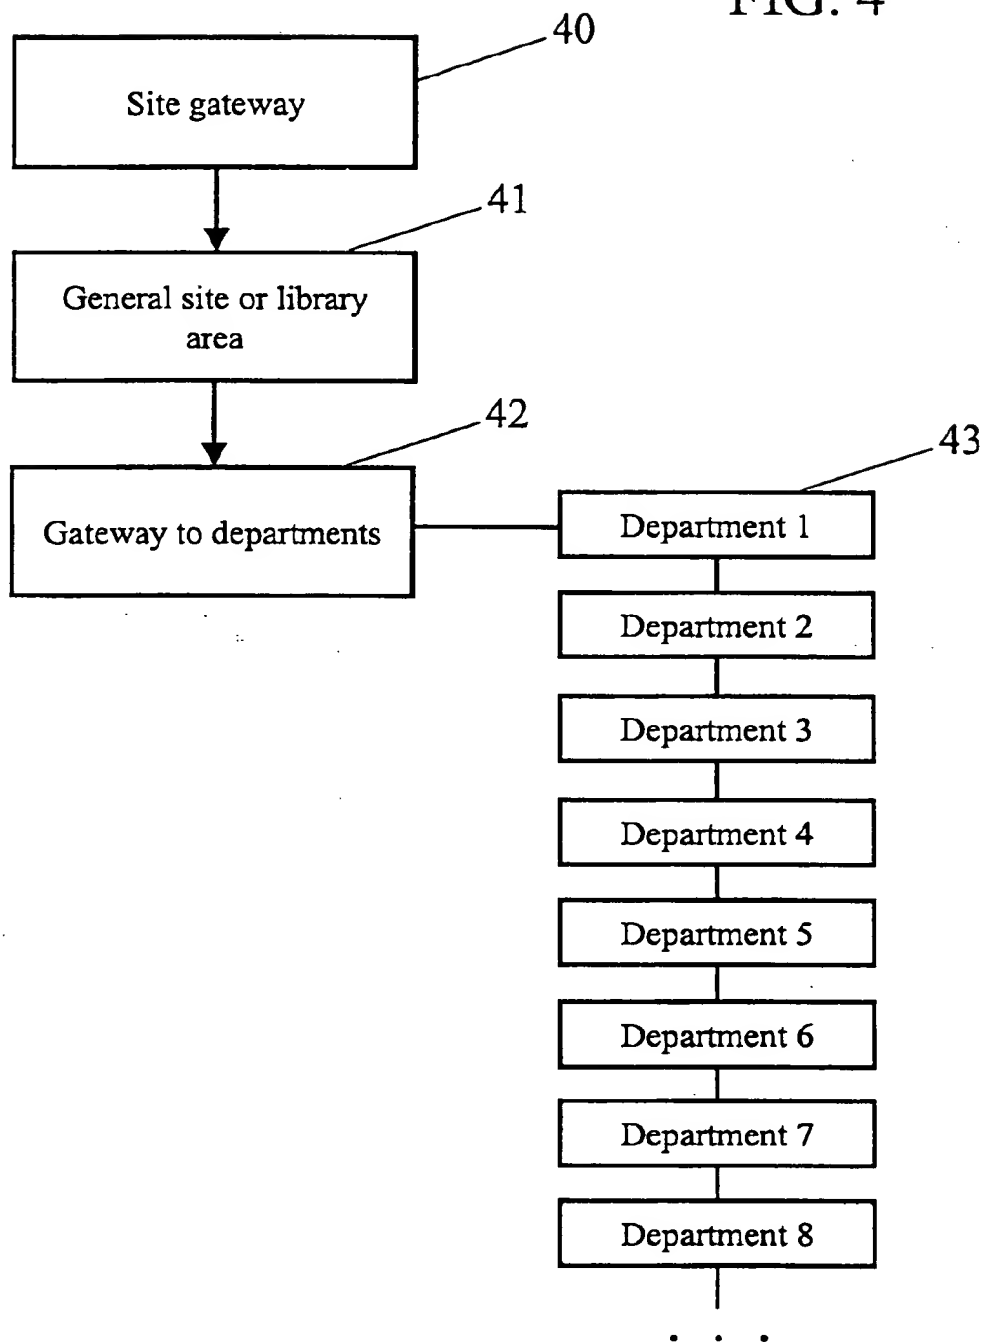 FIG. 4
40
Site gateway
41
General site or library
area
42
Gateway to departments
43
Department 1
Department 2
Department 3
Department 4
Department 5
Department 6
Department 7
Department 8
. . .